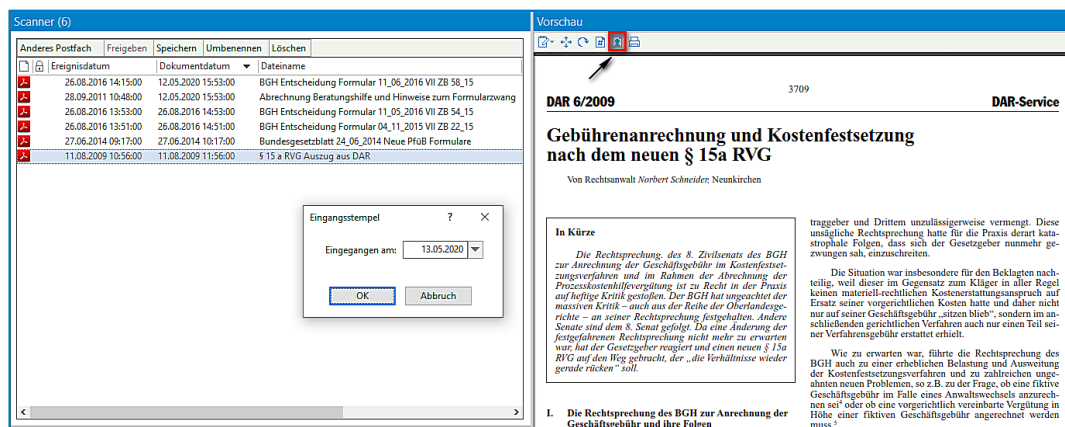 Scanner (6)
Anderes Postfach Freigeben Speichern Umbenennen Löschen
Ereignisdatum Dokumentdatum Dateiname
26.08.2016 14:15:00 12.05.2020 15:53:00 BGH Entscheidung Formular 11_06_2016 VII ZB 58_15
28.09.2011 10:48:00 12.05.2020 15:53:00 Abrechnung Beratungshilfe und Hinweise zum Formularzwang
26.08.2016 13:53:00 26.08.2016 14:53:00 BGH Entscheidung Formular 11_05_2016 VII ZB 54_15
26.08.2016 13:51:00 26.08.2016 14:51:00 BGH Entscheidung Formular 04_11_2015 VII ZB 22_15
27.06.2014 09:17:00 27.06.2014 10:17:00 Bundesgesetzblatt 24_06_2014 Neue PfüB Formulare
11.08.2009 10:56:00 11.08.2009 11:56:00 § 15 a RVG Auszug aus DAR
Eingangsstempel ? ×
Eingegangen am: 13.05.2020
OK Abbruch
Vorschau
3709
DAR 6/2009 DAR-Service
Gebührenanrechnung und Kostenfestsetzung
nach dem neuen § 15a RVG
Von Rechtsanwalt Norbert Schneider, Neunkirchen
In Kürze
Die Rechtsprechung des 8. Zivilsenats des BGH
zur Anrechnung der Geschäftsgebühr im Kostenfestset-
zungsverfahren und im Rahmen der Abrechnung der
Prozesskostenhilfevergütung ist zu Recht in der Praxis
auf heftige Kritik gestoßen. Der BGH hat ungeachtet der
massiven Kritik – auch aus der Reihe der Oberlandesge-
richte – an seiner Rechtsprechung festgehalten. Andere
Senate sind dem 8. Senat gefolgt. Da eine Änderung der
festgefahrenen Rechtsprechung nicht mehr zu erwarten
war, hat der Gesetzgeber reagiert und einen neuen § 15a
RVG auf den Weg gebracht, der „die Verhältnisse wieder
gerade rücken“ soll.
I. Die Rechtsprechung des BGH zur Anrechnung der
Geschäftsgebühr und ihre Folgen
traggeber und Dritten unzulässigerweise vermengt. Diese
unsägliche Rechtsprechung hatte für die Praxis derart kata-
strophale Folgen, dass sich der Gesetzgeber nunmehr ge-
zwungen sah, einzuschreiten.
Die Situation war insbesondere für den Beklagten nach-
teilig, weil dieser im Gegensatz zum Kläger in aller Regel
keinen materiell-rechtlichen Kostenerstattungsanspruch auf
Ersatz seiner vorgerichtlichen Kosten hatte und daher nicht
nur auf seiner Geschäftsgebühr „sitzen blieb“, sondern im an-
schließenden gerichtlichen Verfahren auch nur einen Teil sei-
ner Verfahrensgebühr erstattet erhielt.
Wie zu erwarten war, führte die Rechtsprechung des
BGH auch zu einer erheblichen Belastung und Ausweitung
der Kostenfestsetzungsverfahren und zu zahlreichen unge-
ahnten neuen Problemen, so z.B. zu der Frage, ob eine fiktive
Geschäftsgebühr im Falle eines Anwaltswechsels anzurech-
nen sei⁴ oder ob eine vorgerichtlich vereinbarte Vergütung in
Höhe einer fiktiven Geschäftsgebühr angerechnet werden
muss.⁵